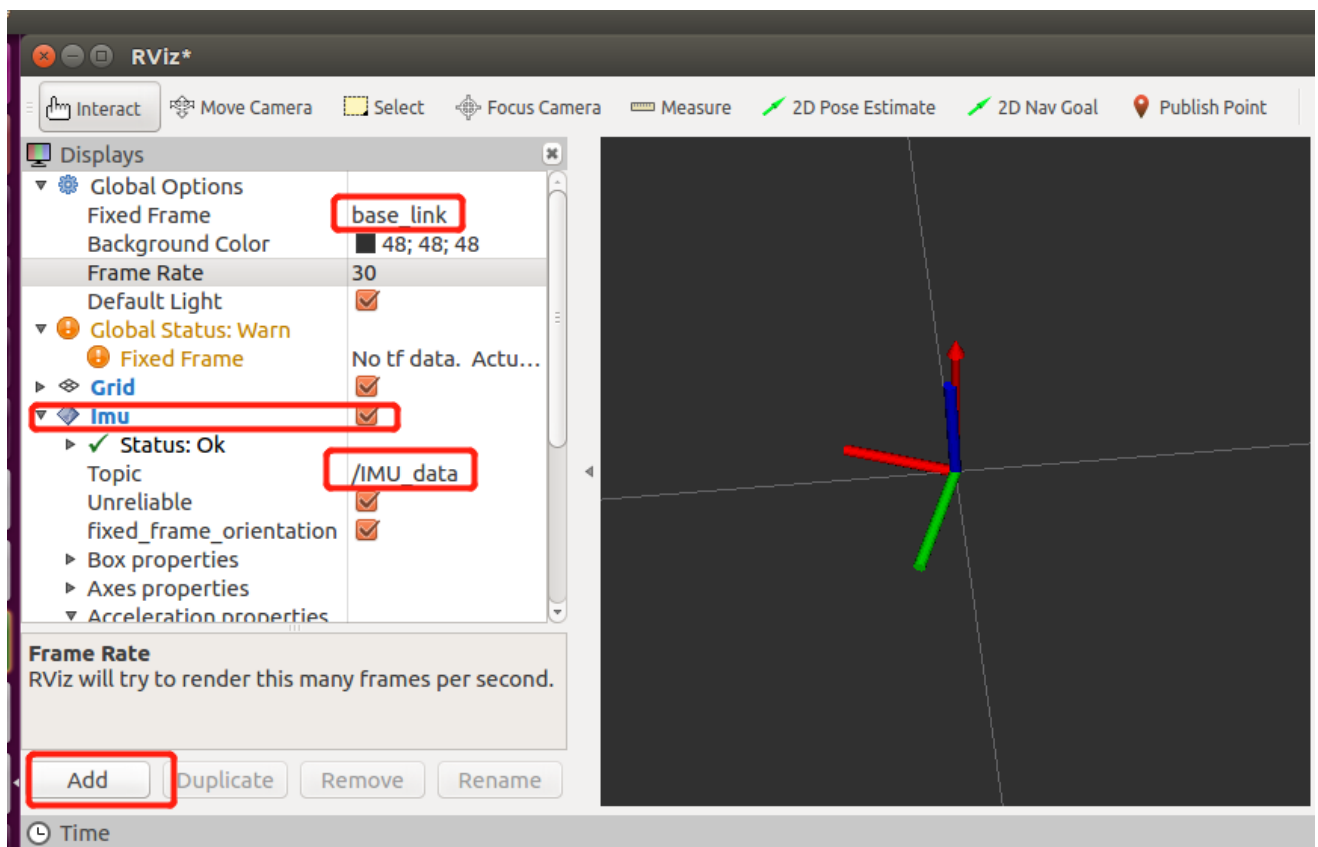 RViz*
Interact Move Camera Select Focus Camera Measure 2D Pose Estimate 2D Nav Goal Publish Point
Displays
Global Options
Fixed Frame base_link
Background Color 48; 48; 48
Frame Rate 30
Default Light
Global Status: Warn
Fixed Frame No tf data. Actu...
Grid
Imu
Status: Ok
Topic /IMU_data
Unreliable
fixed_frame_orientation
Box properties
Axes properties
Acceleration properties
Frame Rate
RViz will try to render this many frames per second.
Add Duplicate Remove Rename
Time